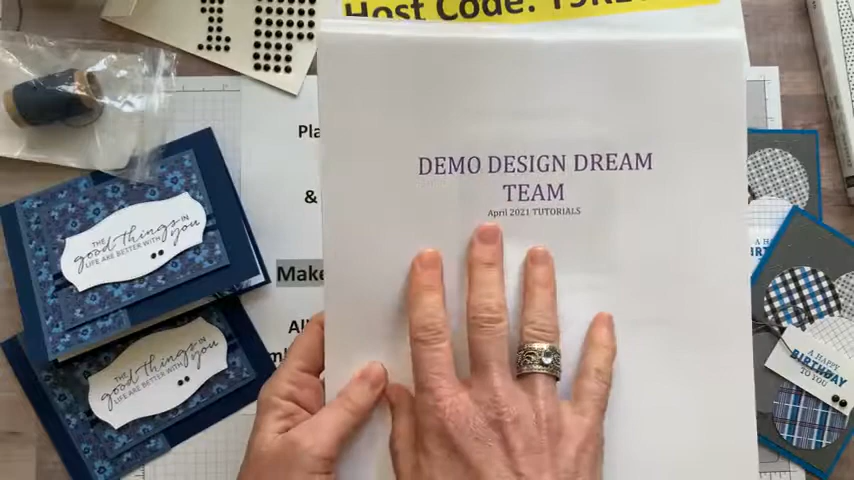 Host Code:
DEMO DESIGN DREAM
TEAM
April 2021 TUTORIALS
&
Make
THE
good things IN
you
LIFE ARE BETTER WITH
THE
good things IN
you
LIFE ARE BETTER WITH
A HAPPY
BIRTHDAY
TO YOU